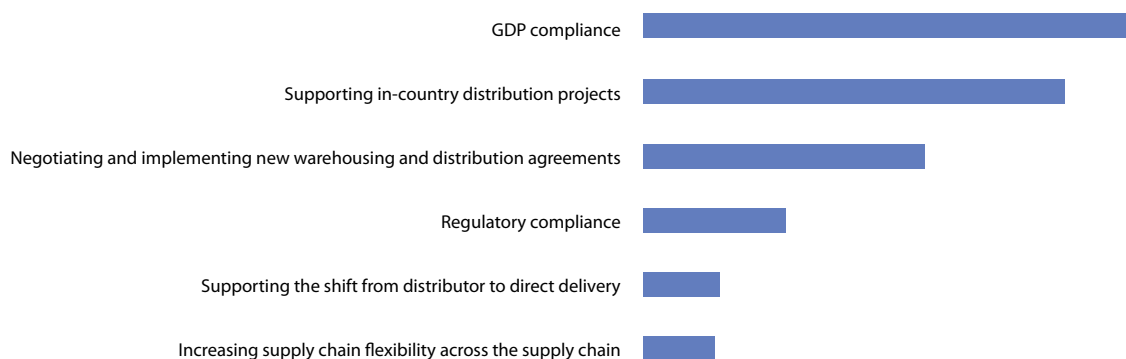 GDP compliance
Supporting in-country distribution projects
Negotiating and implementing new warehousing and distribution agreements
Regulatory compliance
Supporting the shift from distributor to direct delivery
Increasing supply chain flexibility across the supply chain